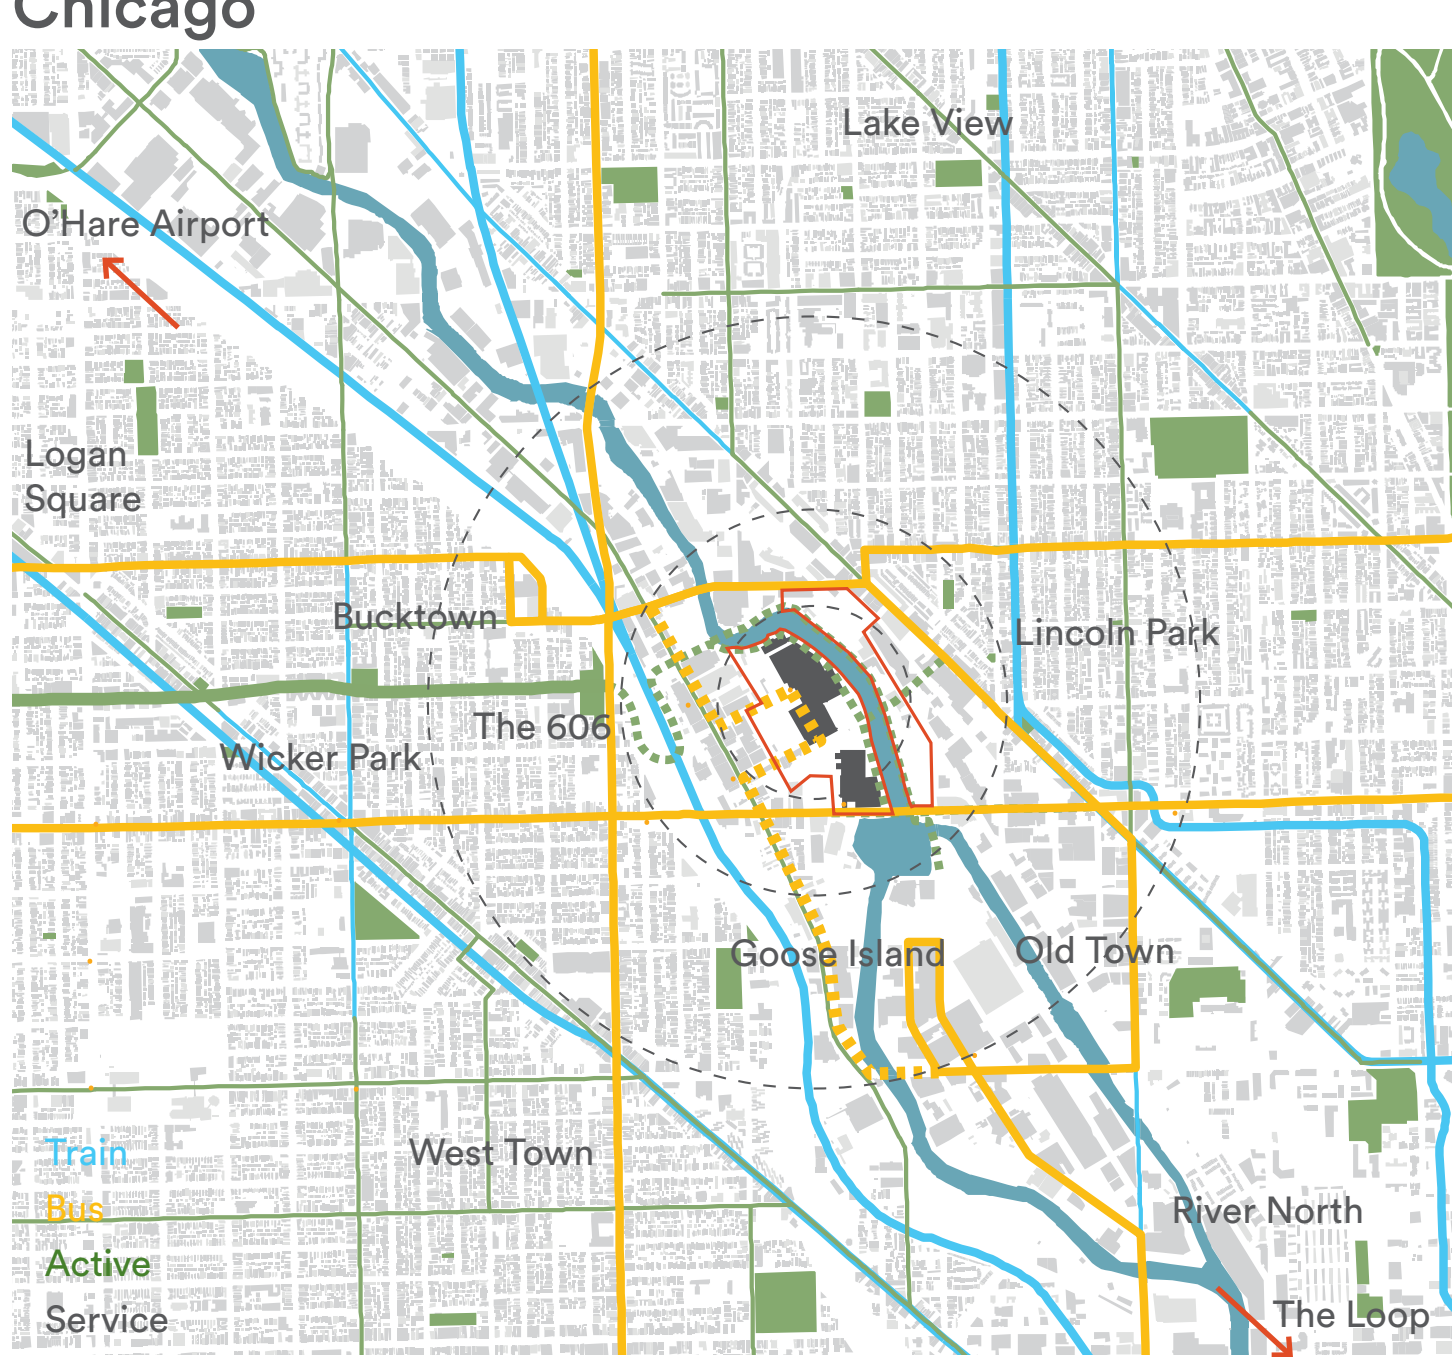 Chicago
Lake View
O'Hare Airport
Logan
Square
Bucktown
Lincoln Park
The 606
Wicker Park
Goose Island
Old Town
Train
West Town
Bus
River North
Active
Service
The Loop